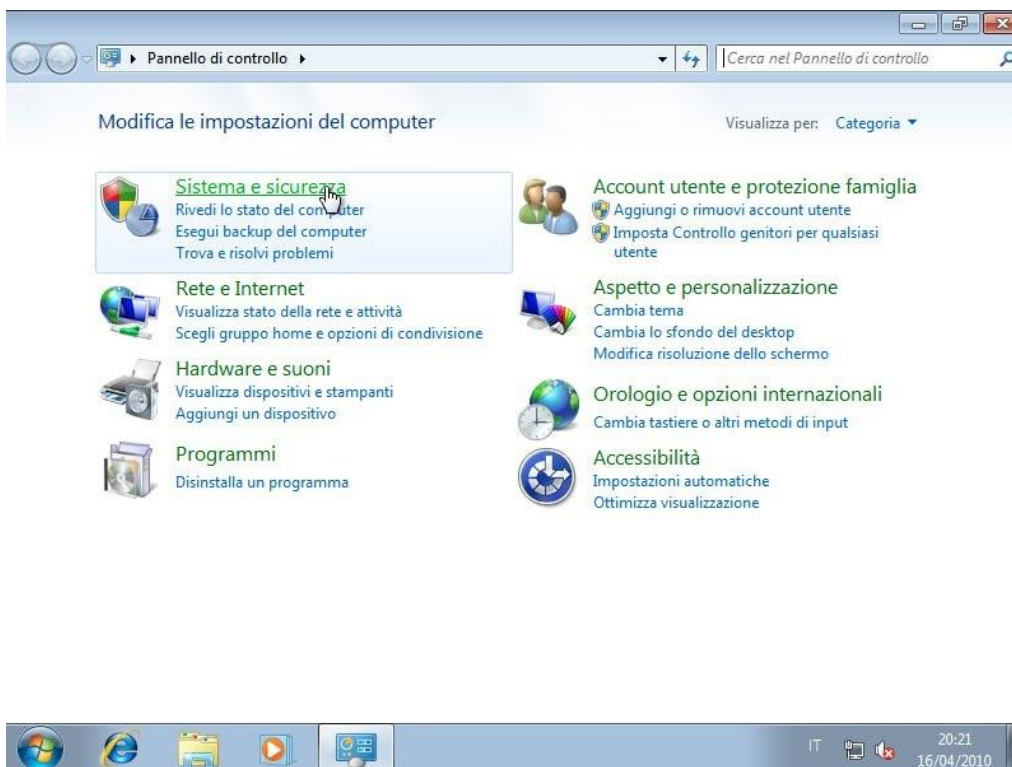 Pannello di controllo
Cerca nel Pannello di controllo
Modifica le impostazioni del computer
Visualizza per: Categoria
Sistema e sicurezza
Rivedi lo stato del computer
Esegui backup del computer
Trova e risolvi problemi
Rete e Internet
Visualizza stato della rete e attività
Scegli gruppo home e opzioni di condivisione
Hardware e suoni
Visualizza dispositivi e stampanti
Aggiungi un dispositivo
Programmi
Disinstalla un programma
Account utente e protezione famiglia
Aggiungi o rimuovi account utente
Imposta Controllo genitori per qualsiasi
utente
Aspetto e personalizzazione
Cambia tema
Cambia lo sfondo del desktop
Modifica risoluzione dello schermo
Orologio e opzioni internazionali
Cambia tastiere o altri metodi di input
Accessibilità
Impostazioni automatiche
Ottimizza visualizzazione
IT
20:21
16/04/2010